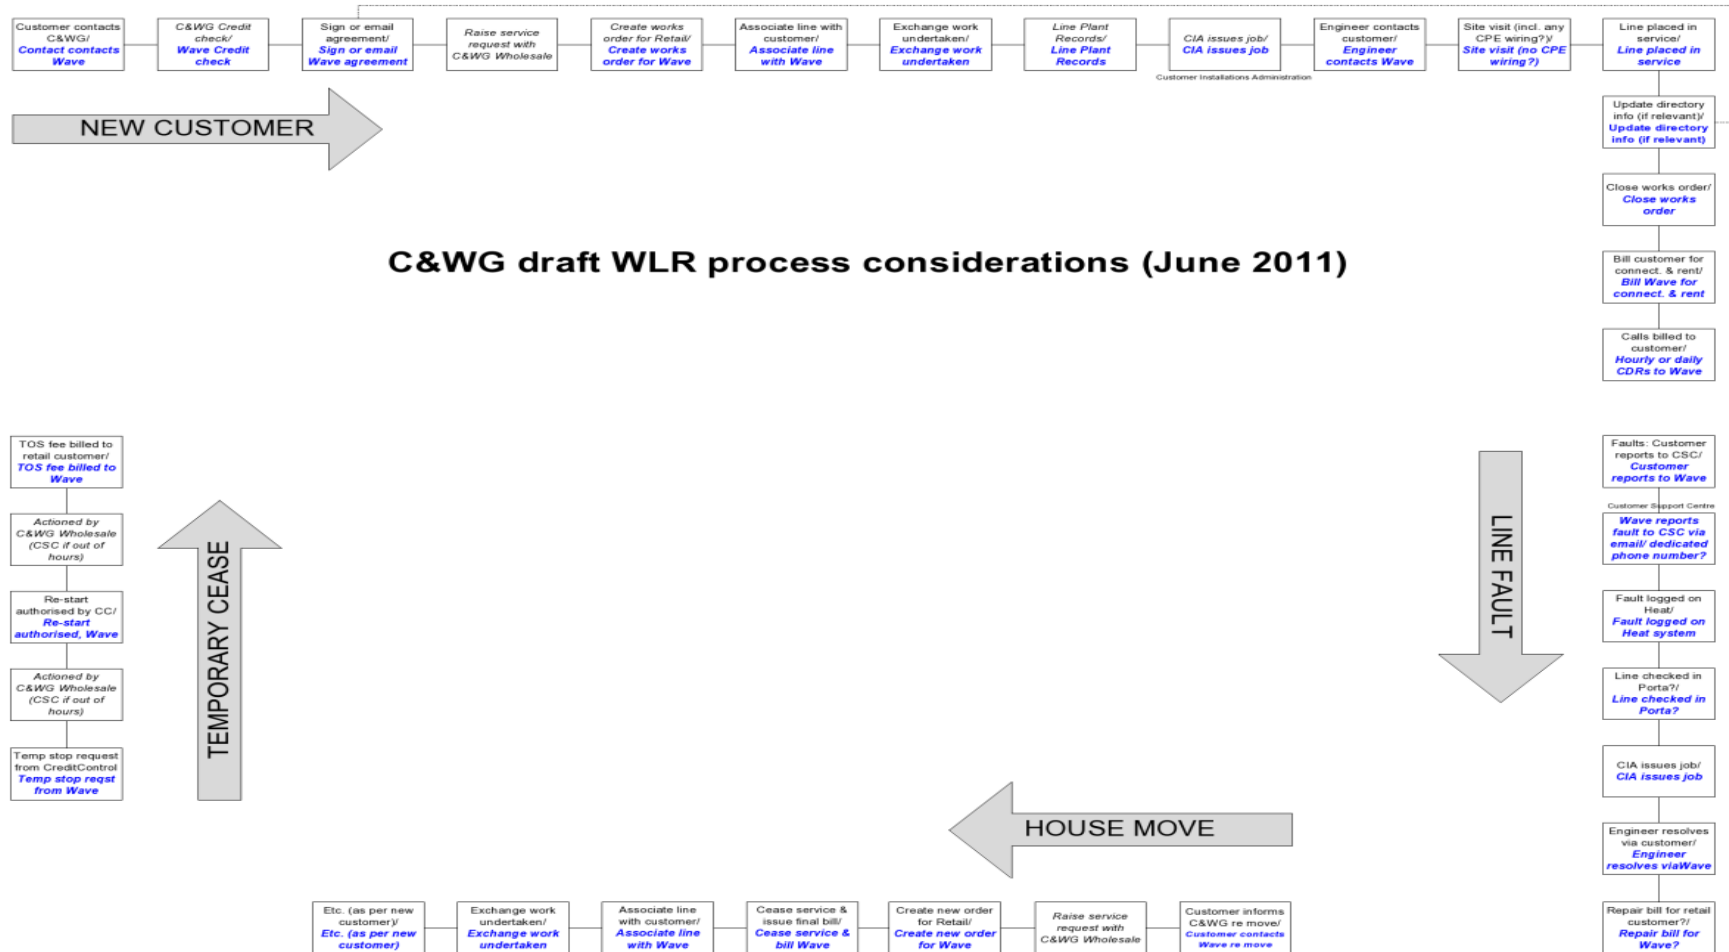 Customer contacts
C&WG/
Contact contacts
Wave
C&WG Credit
check/
Wave Credit
check
Sign or email
agreement/
Sign or email
Wave agreement
Raise service
request with
C&WG Wholesale
Create works
order for Retail/
Create works
order for Wave
Associate line with
customer/
Associate line
with Wave
Exchange work
undertaken/
Exchange work
undertaken
Line Plant
Records/
Line Plant
Records
CIA issues job/
CIA issues job
Customer Installations Administration
Engineer contacts
customer/
Engineer
contacts Wave
Site visit (incl. any
CPE wiring?)/
Site visit (no CPE
wiring?)
Line placed in
service/
Line placed in
service
NEW CUSTOMER
Update directory
info (if relevant)/
Update directory
info (if relevant)
Close works order/
Close works
order
C&WG draft WLR process considerations (June 2011)
Bill customer for
connect. & rent/
Bill Wave for
connect. & rent
Calls billed to
customer/
Hourly or daily
CDRs to Wave
LINE FAULT
Faults: Customer
reports to CSC/
Customer
reports to Wave
Customer Support Centre
Wave reports
fault to CSC via
email/ dedicated
phone number?
Fault logged on
Heat/
Fault logged on
Heat system
Line checked in
Porta?/
Line checked in
Porta?
CIA issues job/
CIA issues job
Engineer resolves
via customer/
Engineer
resolves viaWave
Repair bill for retail
customer?/
Repair bill for
Wave?
HOUSE MOVE
Customer informs
C&WG re move/
Customer contacts
Wave re move
Raise service
request with
C&WG Wholesale
Create new order
for Retail/
Create new order
for Wave
Cease service &
issue final bill/
Cease service &
bill Wave
Associate line
with customer/
Associate line
with Wave
Exchange work
undertaken/
Exchange work
undertaken
Etc. (as per new
customer)/
Etc. (as per new
customer)
TEMPORARY CEASE
Temp stop request
from CreditControl
Temp stop reqst
from Wave
Actioned by
C&WG Wholesale
(CSC if out of
hours)
Re-start
authorised by CC/
Re-start
authorised, Wave
Actioned by
C&WG Wholesale
(CSC if out of
hours)
TOS fee billed to
retail customer/
TOS fee billed to
Wave